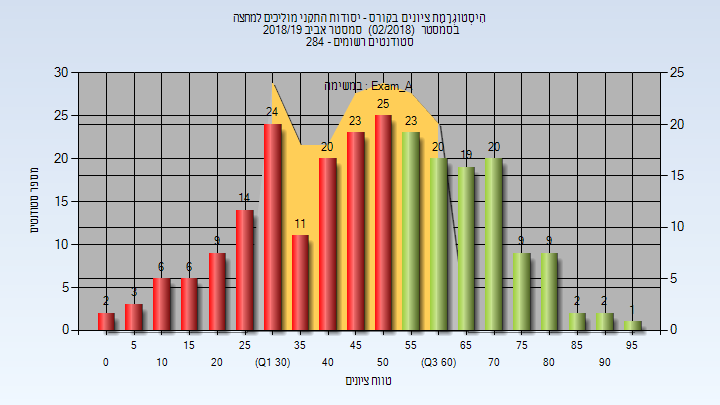 הִיסְטוֹגְרָמַת ציונים בקורס - יסודות התקני מוליכים למחצה
בסמסטר (02/2018) סמסטר אביב 2018/19
סטודנטים רשומים - 284
במשימה : Exam_A
30 25 20 15 10 5 0
25 20 15 10 5 0
2 3 6 6 9 14 24 11 20 23 25 23 20 19 20 9 9 2 2 1
מספר סטודנטים
5 15 25 35 45 55 65 75 85 95
0 10 20 (Q1 30) 40 50 (Q3 60) 70 80 90
טווח ציונים